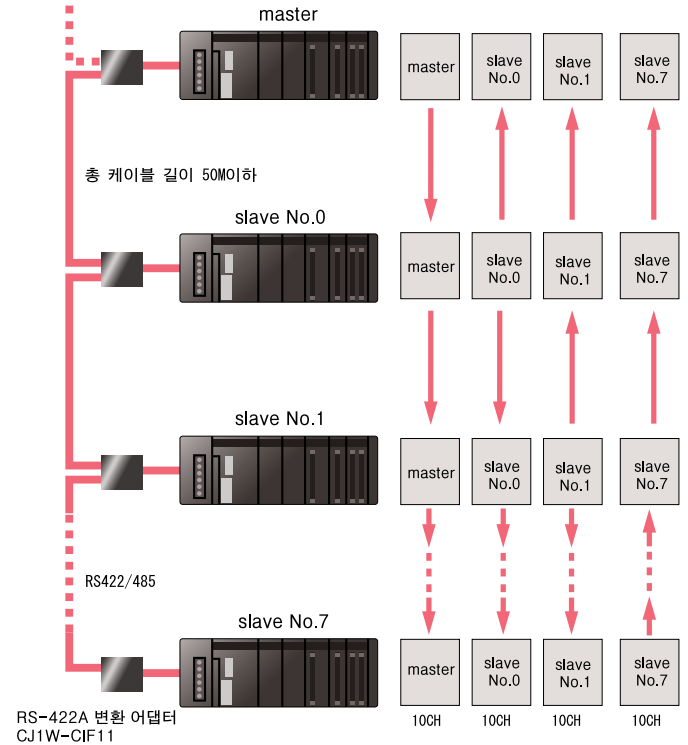 master
master
slave No.0
slave No.1
slave No.7
총 케이블 길이 50M이하
slave No.0
master
slave No.0
slave No.1
slave No.7
slave No.1
master
slave No.0
slave No.1
slave No.7
RS422/485
slave No.7
master
slave No.0
slave No.1
slave No.7
RS-422A 변환 어댑터
CJ1W-CIF11
10CH 10CH 10CH 10CH